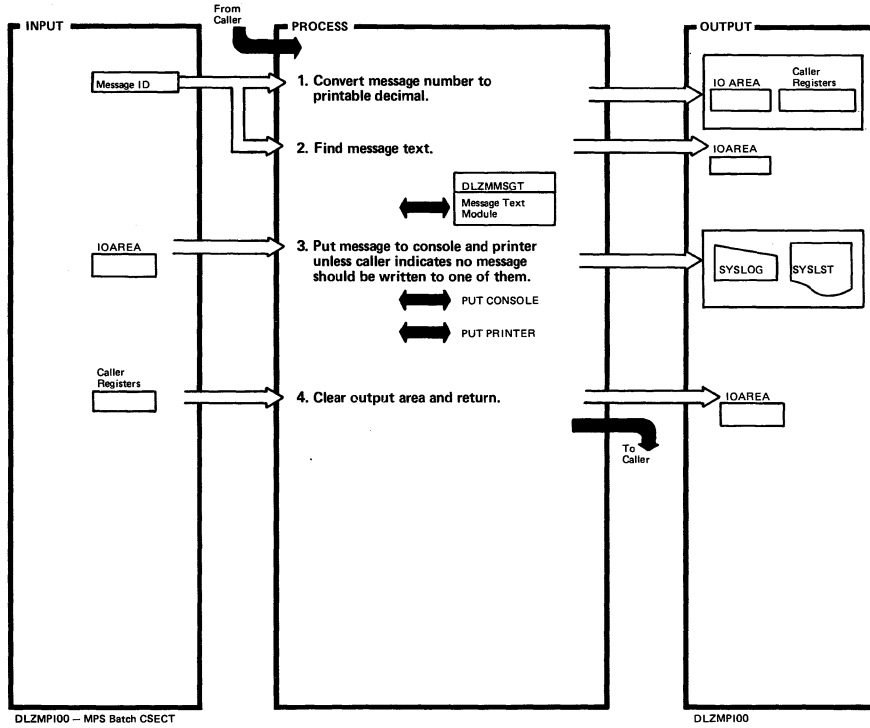 From
Caller
INPUT
PROCESS
OUTPUT
Message ID
1. Convert message number to
printable decimal.
IO AREA
Caller
Registers
2. Find message text.
IOAREA
DLZMMSGT
Message Text
Module
IOAREA
3. Put message to console and printer
unless caller indicates no message
should be written to one of them.
SYSLOG
SYSLST
PUT CONSOLE
PUT PRINTER
Caller
Registers
4. Clear output area and return.
IOAREA
To
Caller
DLZMPI00 – MPS Batch CSECT
DLZMPI00